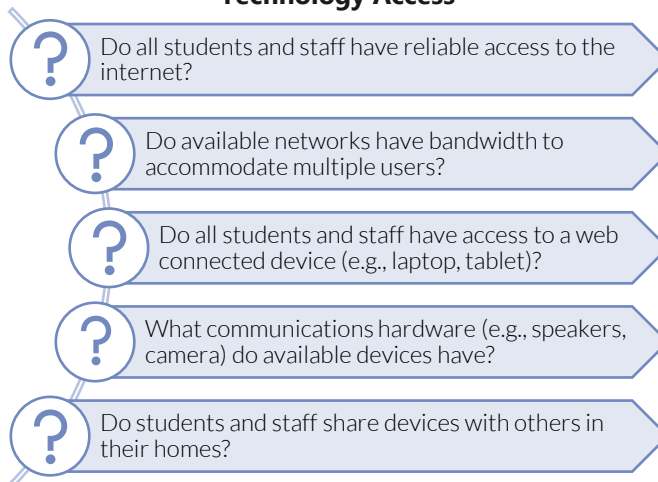 Technology Access
? Do all students and staff have reliable access to the
internet?
? Do available networks have bandwidth to
accommodate multiple users?
? Do all students and staff have access to a web
connected device (e.g., laptop, tablet)?
? What communications hardware (e.g., speakers,
camera) do available devices have?
? Do students and staff share devices with others in
their homes?